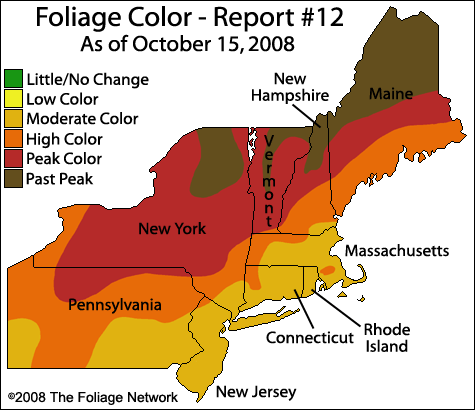 Foliage Color - Report #12
As of October 15, 2008
Little/No Change
Low Color
Moderate Color
High Color
Peak Color
Past Peak
New
Hampshire
Maine
Vermont
New York
Massachusetts
Pennsylvania
Connecticut
Rhode
Island
New Jersey
©2008 The Foliage Network